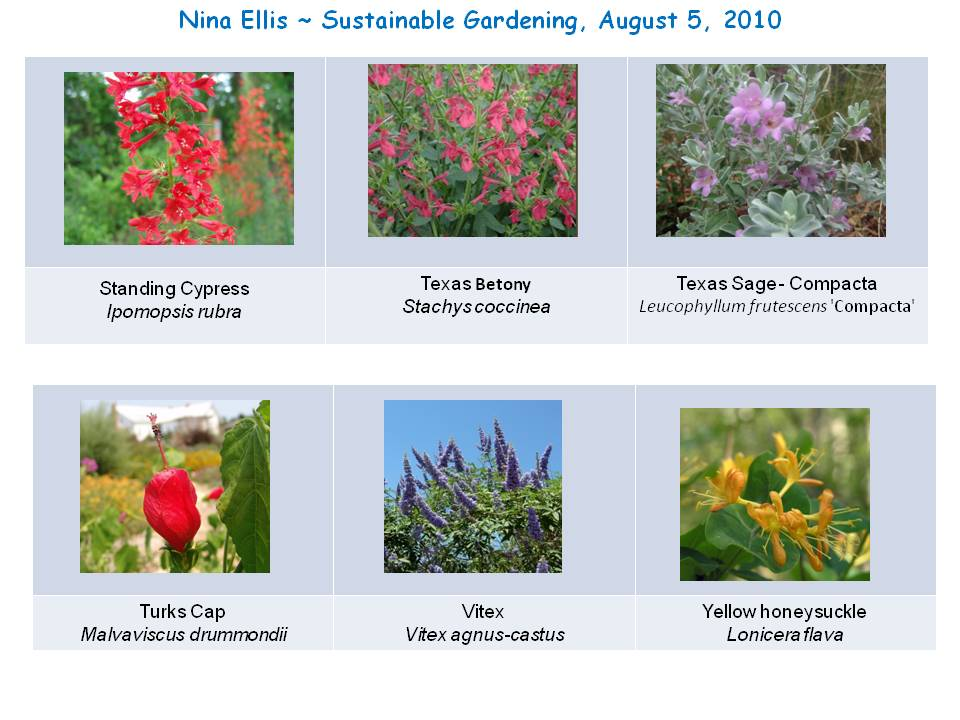 Nina Ellis ~ Sustainable Gardening, August 5, 2010
Standing Cypress
Ipomopsis rubra
Texas Betony
Stachys coccinea
Texas Sage- Compacta
Leucophyllum frutescens 'Compacta'
Turks Cap
Malvaviscus drummondii
Vitex
Vitex agnus-castus
Yellow honeysuckle
Lonicera flava